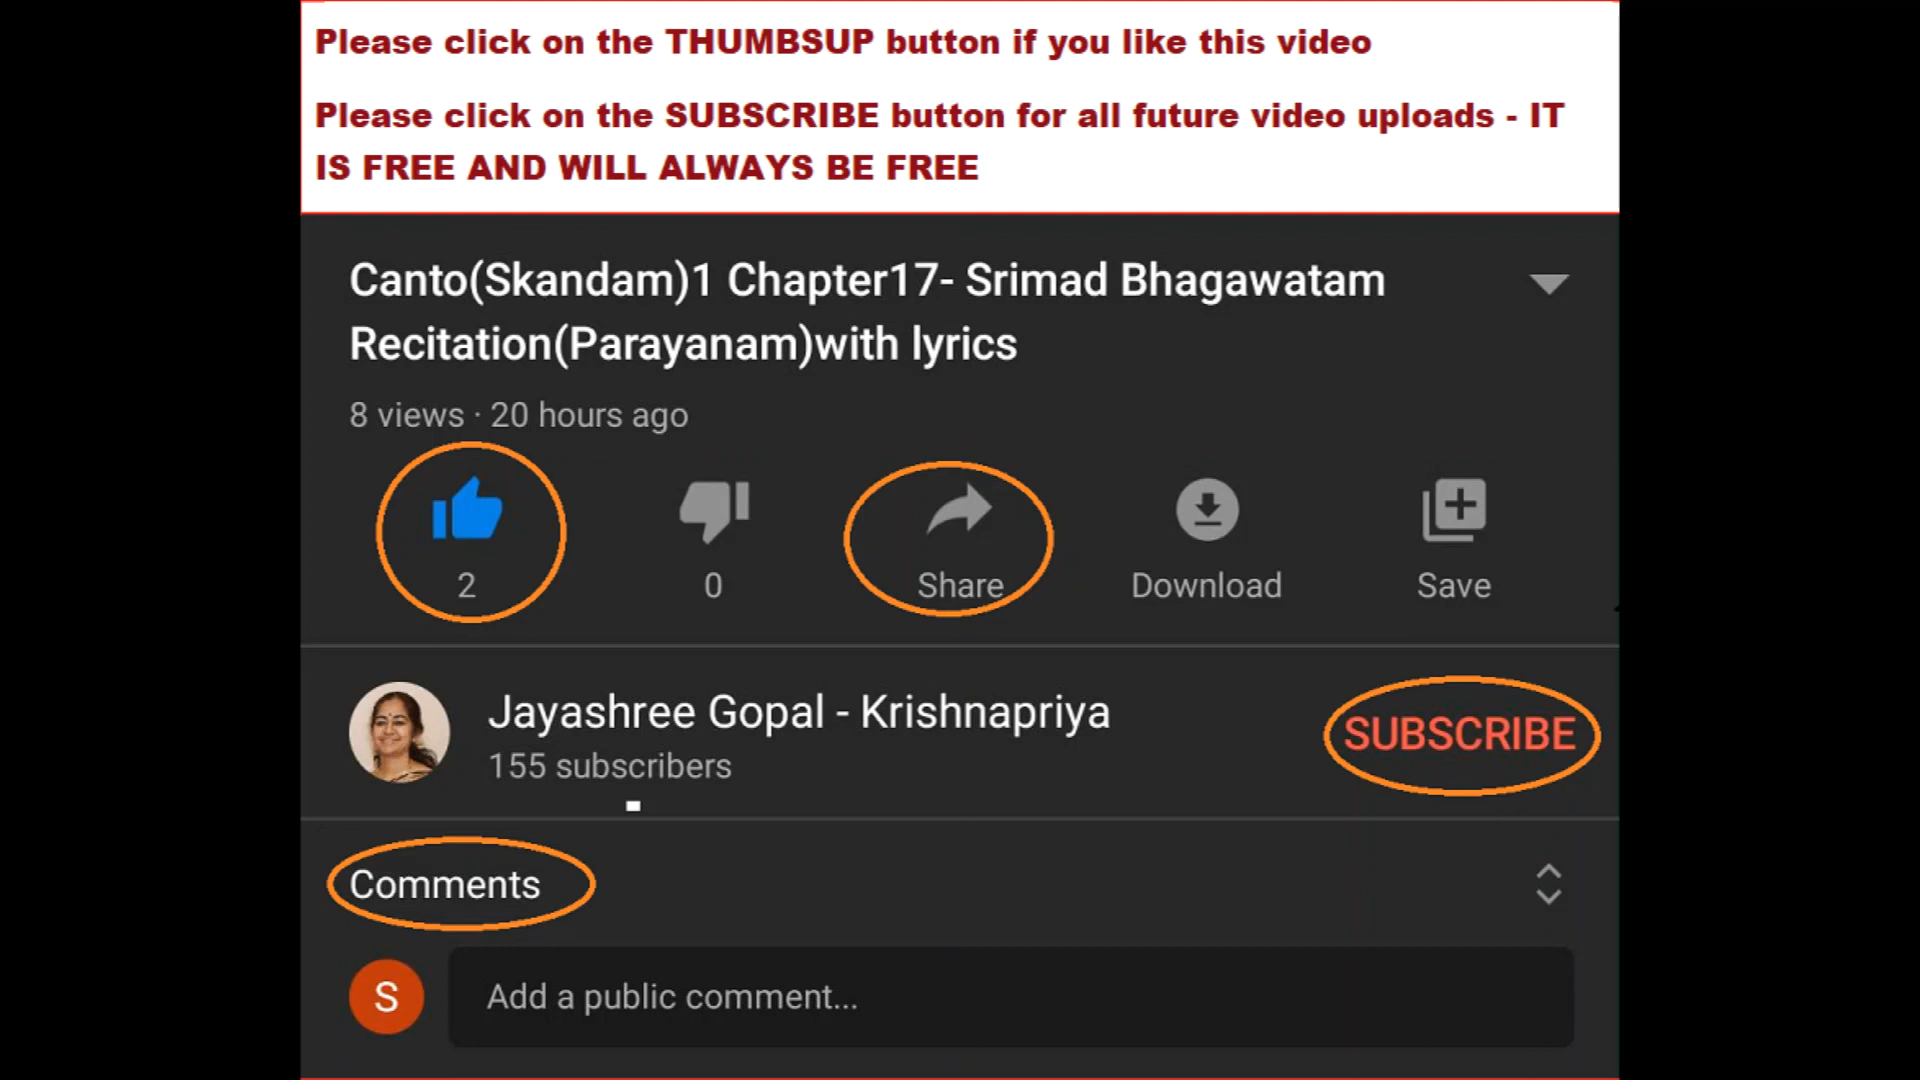 Please click on the THUMBSUP button if you like this video
Please click on the SUBSCRIBE button for all future video uploads - IT
IS FREE AND WILL ALWAYS BE FREE
Canto(Skandam)1 Chapter17- Srimad Bhagawatam
Recitation(Parayanam)with lyrics
8 views · 20 hours ago
2 0 Share Download Save
Jayashree Gopal - Krishnapriya
SUBSCRIBE
155 subscribers
Comments
S
Add a public comment...